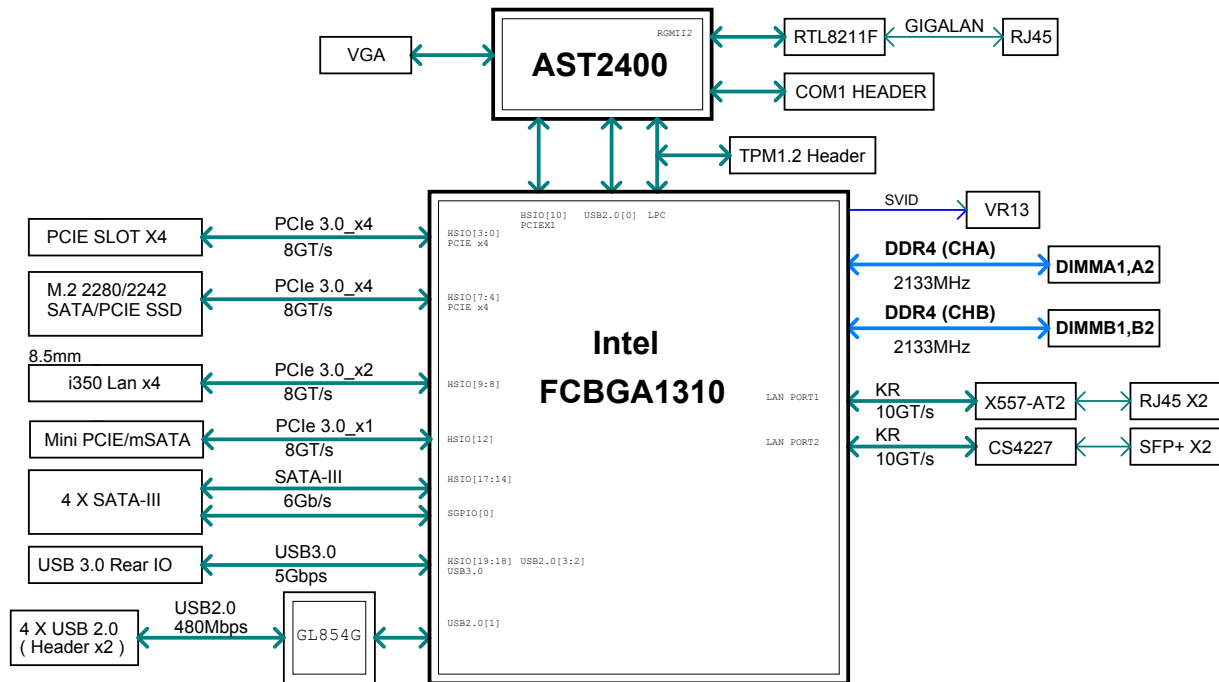 VGA
AST2400
RGMII2
RTL8211F
GIGALAN
RJ45
COM1 HEADER
TPM1.2 Header
HSIO[10] USB2.0[0] LPC
PCIEX1
SVID
VR13
PCIE SLOT X4
PCIe 3.0_x4
8GT/s
HSIO[3:0]
PCIE x4
DDR4 (CHA)
2133MHz
DIMMA1,A2
M.2 2280/2242
SATA/PCIE SSD
PCIe 3.0_x4
8GT/s
HSIO[7:4]
PCIE x4
DDR4 (CHB)
2133MHz
DIMMB1,B2
Intel
FCBGA1310
8.5mm
i350 Lan x4
PCIe 3.0_x2
8GT/s
HSIO[9:8]
LAN PORT1
KR
10GT/s
X557-AT2
RJ45 X2
Mini PCIE/mSATA
PCIe 3.0_x1
8GT/s
HSIO[12]
LAN PORT2
KR
10GT/s
CS4227
SFP+ X2
4 X SATA-III
SATA-III
6Gb/s
HSIO[17:14]
SGPIO[0]
USB 3.0 Rear IO
USB3.0
5Gbps
HSIO[19:18] USB2.0[3:2]
USB3.0
4 X USB 2.0
( Header x2 )
USB2.0
480Mbps
GL854G
USB2.0[1]